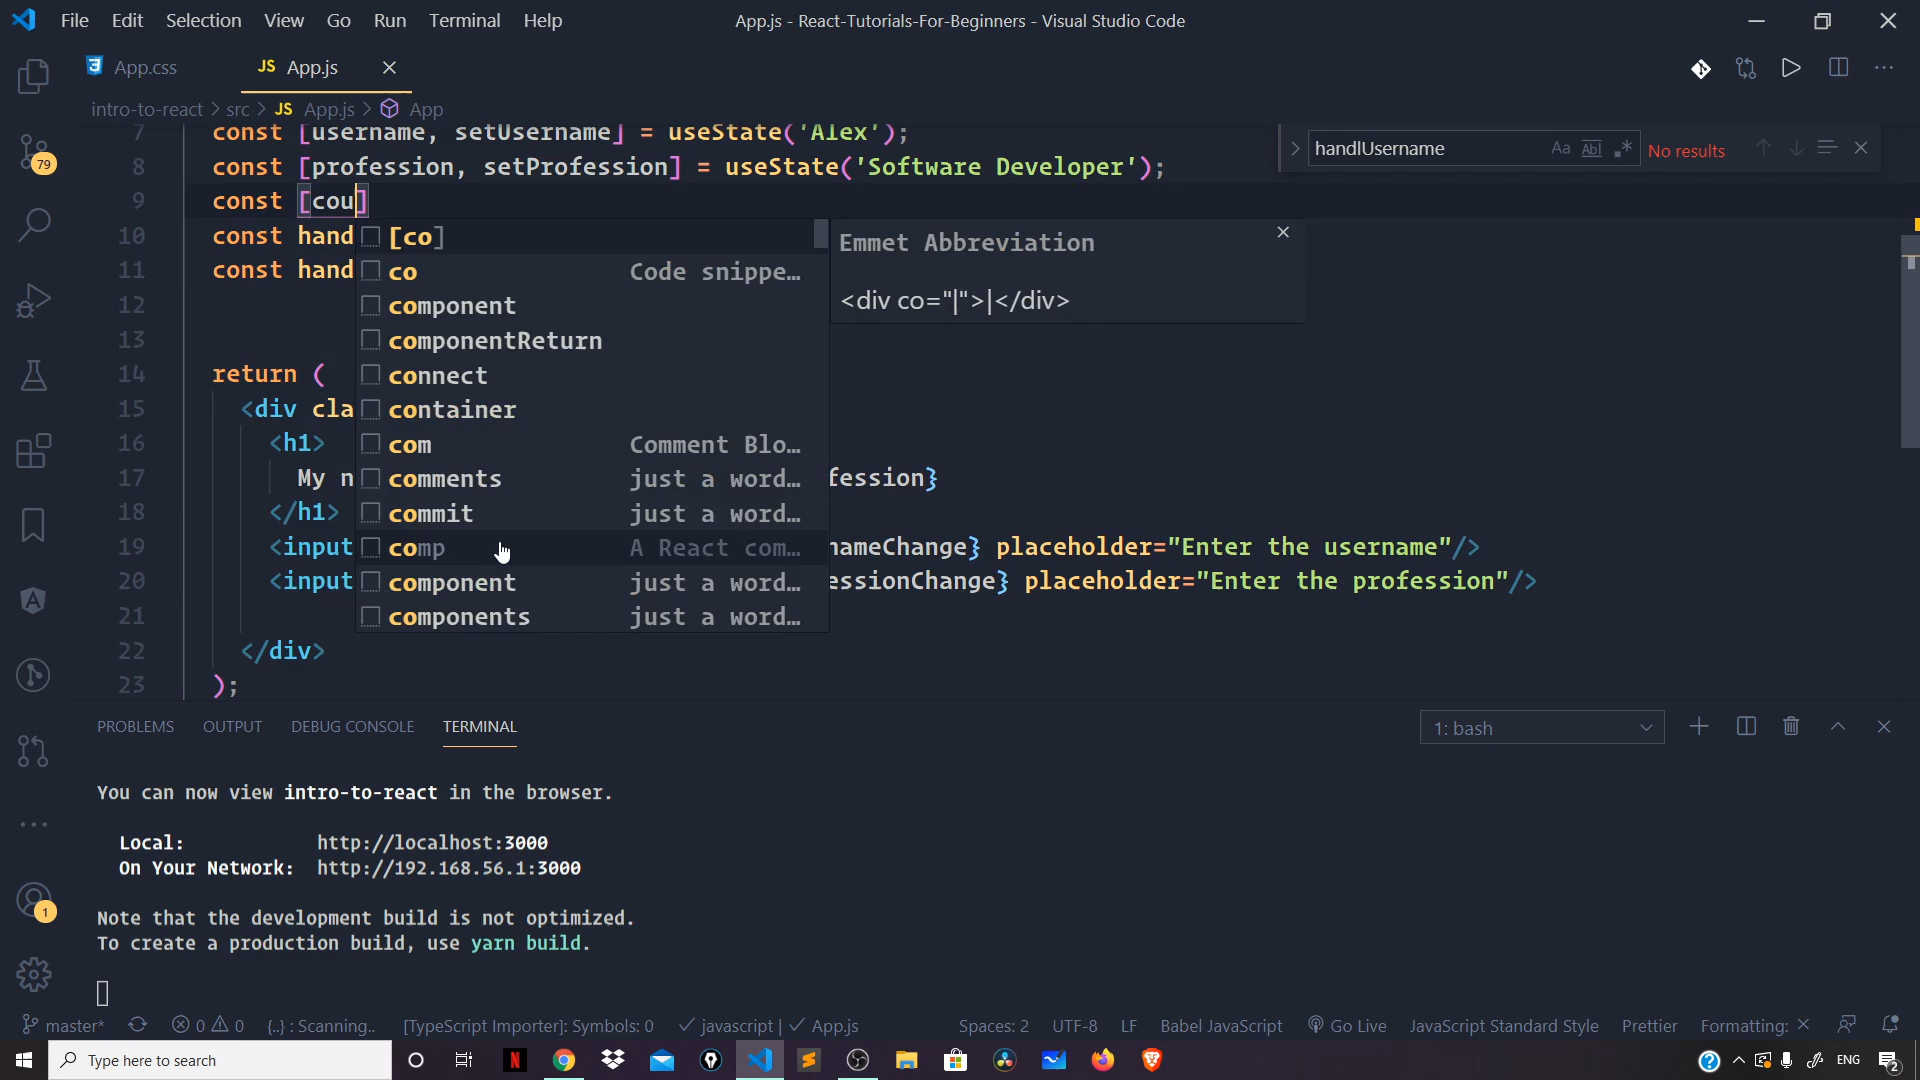 File Edit Selection View Go Run Terminal Help
App.js - React-Tutorials-For-Beginners - Visual Studio Code
App.css
JS App.js
intro-to-react > src > JS App.js > App
7 const [username, setUsername] = useState('Alex');
8 const [profession, setProfession] = useState('Software Developer');
9 const [cou]
10 const hand
11 const hand
12
13
14 return (
15 <div cla
16 <h1>
17 My n fession}
18 </h1>
19 <input nameChange} placeholder="Enter the username"/>
20 <input essionChange} placeholder="Enter the profession"/>
21
22 </div>
23 );
handlUsername Aa Abl .* No results
[co]
co Code snippe…
component
componentReturn
connect
container
com Comment Blo…
comments just a word…
commit just a word…
comp A React com…
component just a word…
components just a word…
Emmet Abbreviation
<div co="|">|</div>
79
1
PROBLEMS OUTPUT DEBUG CONSOLE TERMINAL
1: bash
You can now view intro-to-react in the browser.
Local: http://localhost:3000
On Your Network: http://192.168.56.1:3000
Note that the development build is not optimized.
To create a production build, use yarn build.
master* 0 0 {..} : Scanning.. [TypeScript Importer]: Symbols: 0 javascript | App.js
Spaces: 2 UTF-8 LF Babel JavaScript Go Live JavaScript Standard Style Prettier Formatting: ×
Type here to search
N
ENG
2